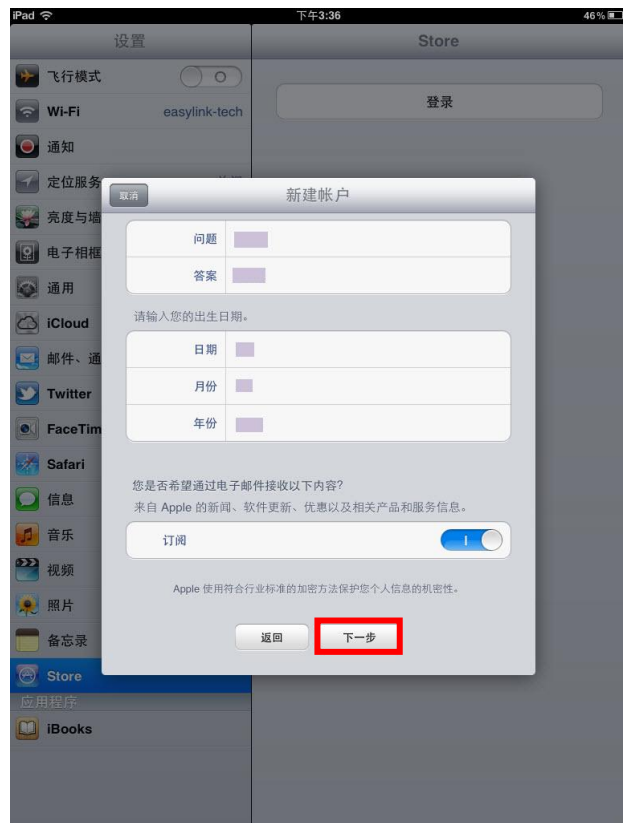 iPad 下午3:36 46%
设置 Store
飞行模式
Wi-Fi easylink-tech
登录
通知
定位服务
亮度与墙
电子相框
通用
iCloud
邮件、通
Twitter
FaceTim
Safari
信息
音乐
视频
照片
备忘录
Store
应用程序
iBooks
取消 新建帐户
问题
答案
请输入您的出生日期。
日期
月份
年份
您是否希望通过电子邮件接收以下内容?
来自 Apple 的新闻、软件更新、优惠以及相关产品和服务信息。
订阅
Apple 使用符合行业标准的加密方法保护您个人信息的机密性。
返回 下一步